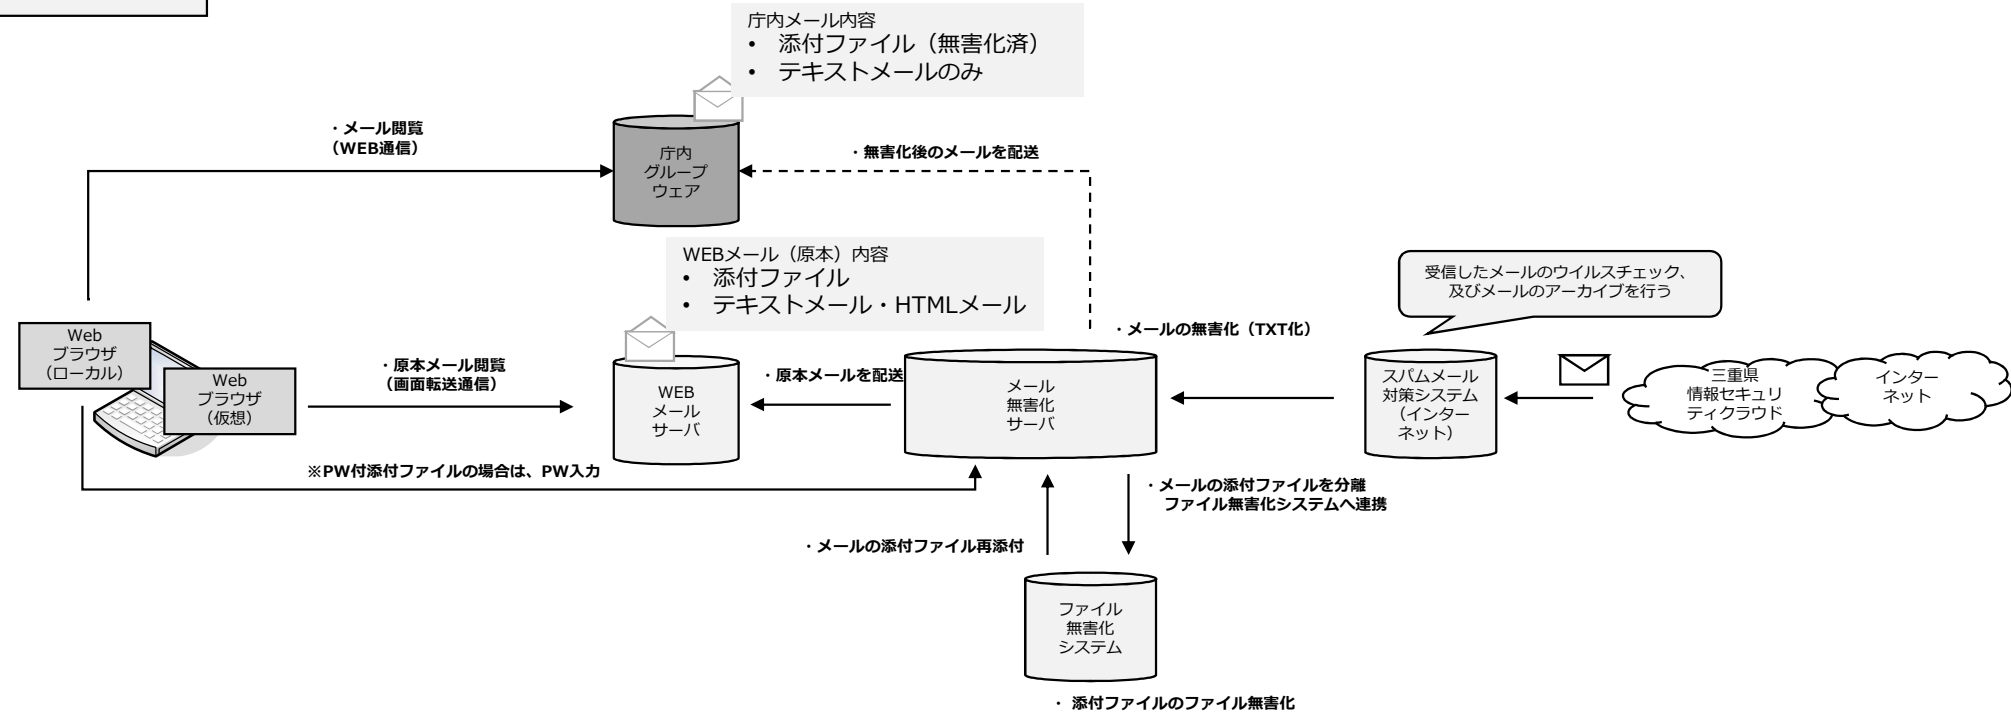 庁内メール内容
• 添付ファイル（無害化済）
• テキストメールのみ
・メール閲覧
（WEB通信）
庁内
グループ
ウェア
・無害化後のメールを配送
WEBメール（原本）内容
• 添付ファイル
• テキストメール・HTMLメール
受信したメールのウイルスチェック、
及びメールのアーカイブを行う
Web
ブラウザ
（ローカル）
Web
ブラウザ
（仮想）
・原本メール閲覧
（画面転送通信）
WEB
メール
サーバ
・原本メールを配送
メール
無害化
サーバ
・メールの無害化（TXT化）
スパムメール
対策システム
（インター
ネット）
三重県
情報セキュリ
ティクラウド
インター
ネット
※PW付添付ファイルの場合は、PW入力
・メールの添付ファイルを分離
ファイル無害化システムへ連携
・メールの添付ファイル再添付
ファイル
無害化
システム
・ 添付ファイルのファイル無害化